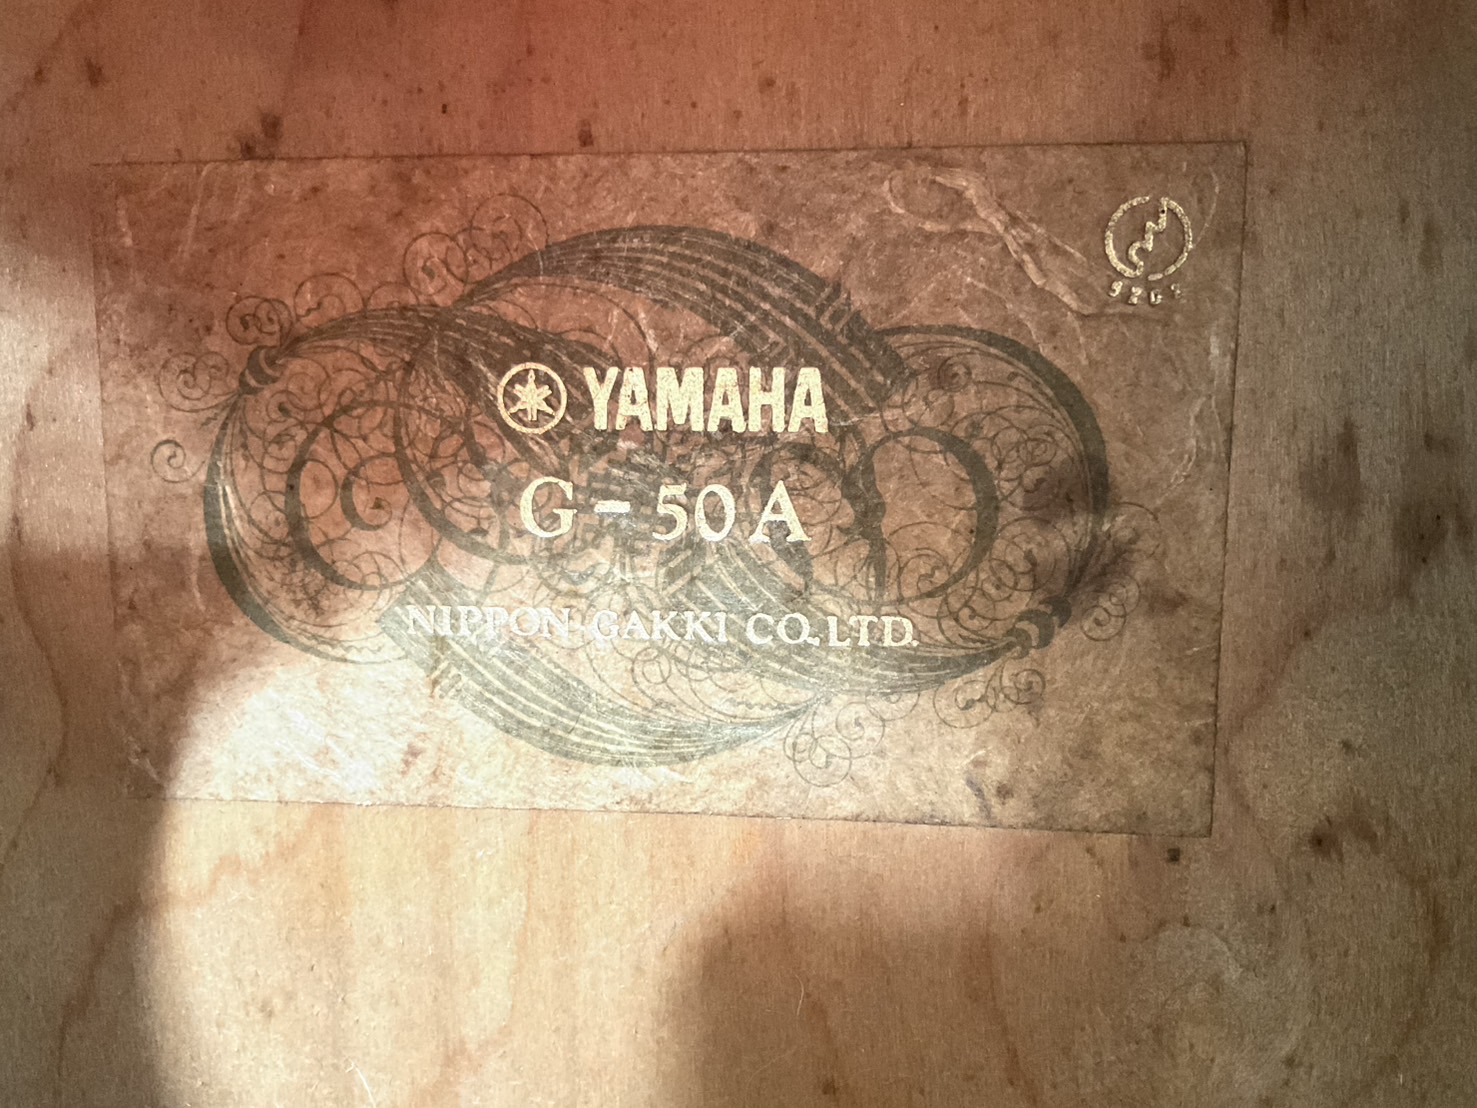 YAMAHA
G-50A
NIPPON GAKKI CO.LTD.